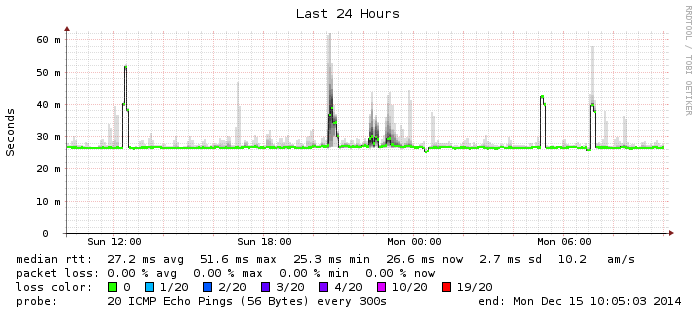 Last 24 Hours
RRDTOOL / TOBI OETIKER
Seconds
60 m
50 m
40 m
30 m
20 m
10 m
0
Sun 12:00 Sun 18:00 Mon 00:00 Mon 06:00
median rtt: 27.2 ms avg 51.6 ms max 25.3 ms min 26.6 ms now 2.7 ms sd 10.2 am/s
packet loss: 0.00 % avg 0.00 % max 0.00 % min 0.00 % now
loss color: 0 1/20 2/20 3/20 4/20 10/20 19/20
probe: 20 ICMP Echo Pings (56 Bytes) every 300s end: Mon Dec 15 10:05:03 2014